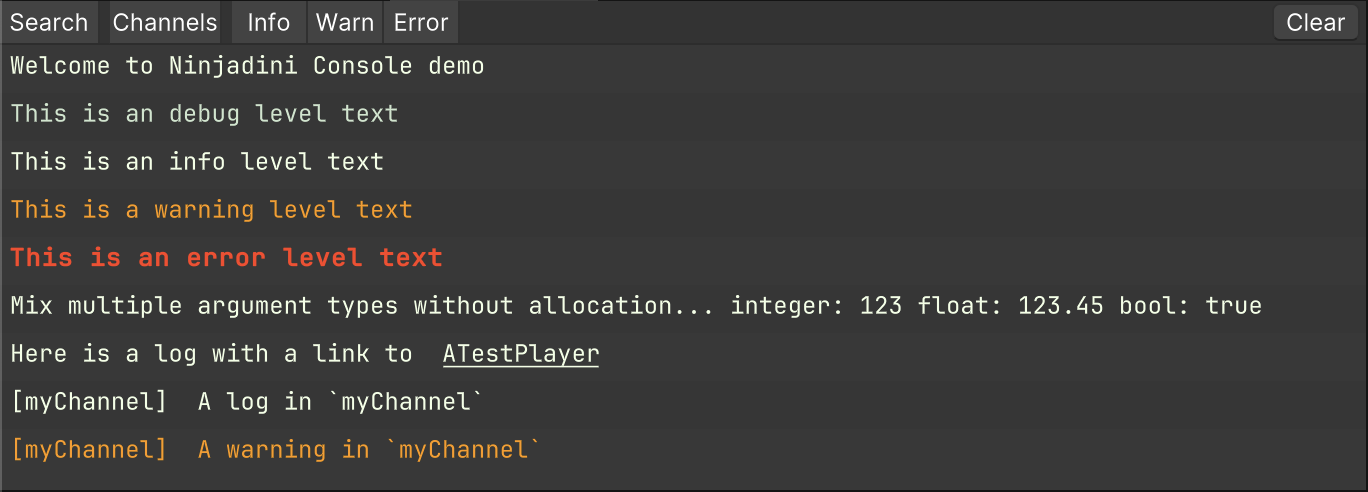 Search Channels Info Warn Error Clear
Welcome to Ninjadini Console demo
This is an debug level text
This is an info level text
This is a warning level text
This is an error level text
Mix multiple argument types without allocation... integer: 123 float: 123.45 bool: true
Here is a log with a link to ATestPlayer
[myChannel] A log in `myChannel`
[myChannel] A warning in `myChannel`